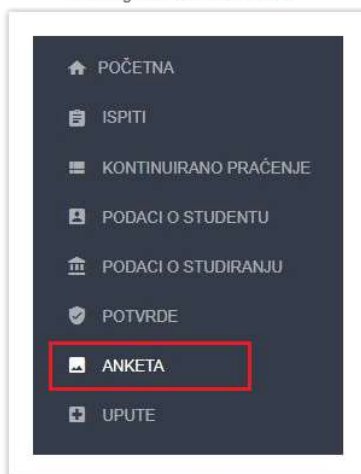 POČETNA
ISPITI
KONTINUIRANO PRAĆENJE
PODACI O STUDENTU
PODACI O STUDIRANJU
POTVRDE
ANKETA
UPUTE